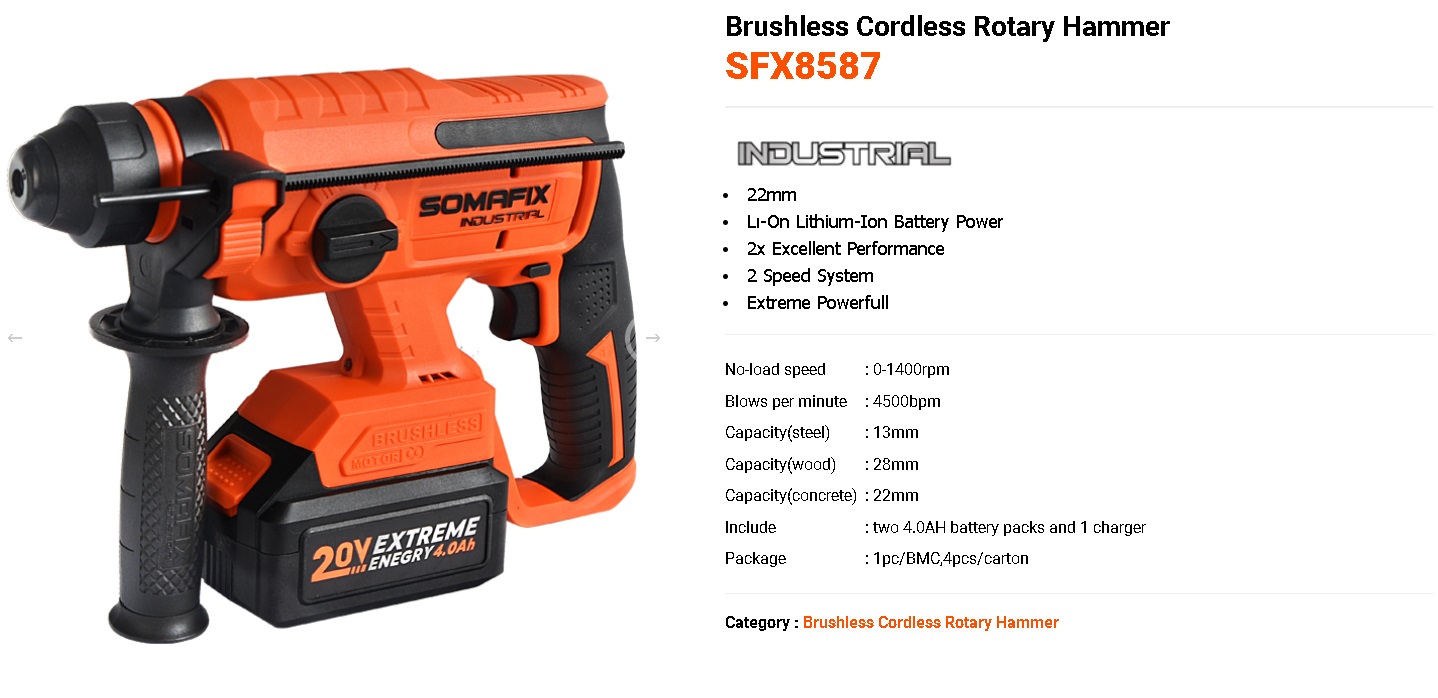 Brushless Cordless Rotary Hammer
SFX8587
INDUSTRIAL
22mm
Lı-On Lithium-Ion Battery Power
2x Excellent Performance
2 Speed System
Extreme Powerfull
No-load speed : 0-1400rpm
Blows per minute : 4500bpm
Capacity(steel) : 13mm
Capacity(wood) : 28mm
Capacity(concrete) : 22mm
Include : two 4.0AH battery packs and 1 charger
Package : 1pc/BMC,4pcs/carton
Category : Brushless Cordless Rotary Hammer
SOMAFIX
INDUSTRIAL
BRUSHLESS
MOTOR
SOMAFIX
20V EXTREME
ENEGRY 4.0Ah